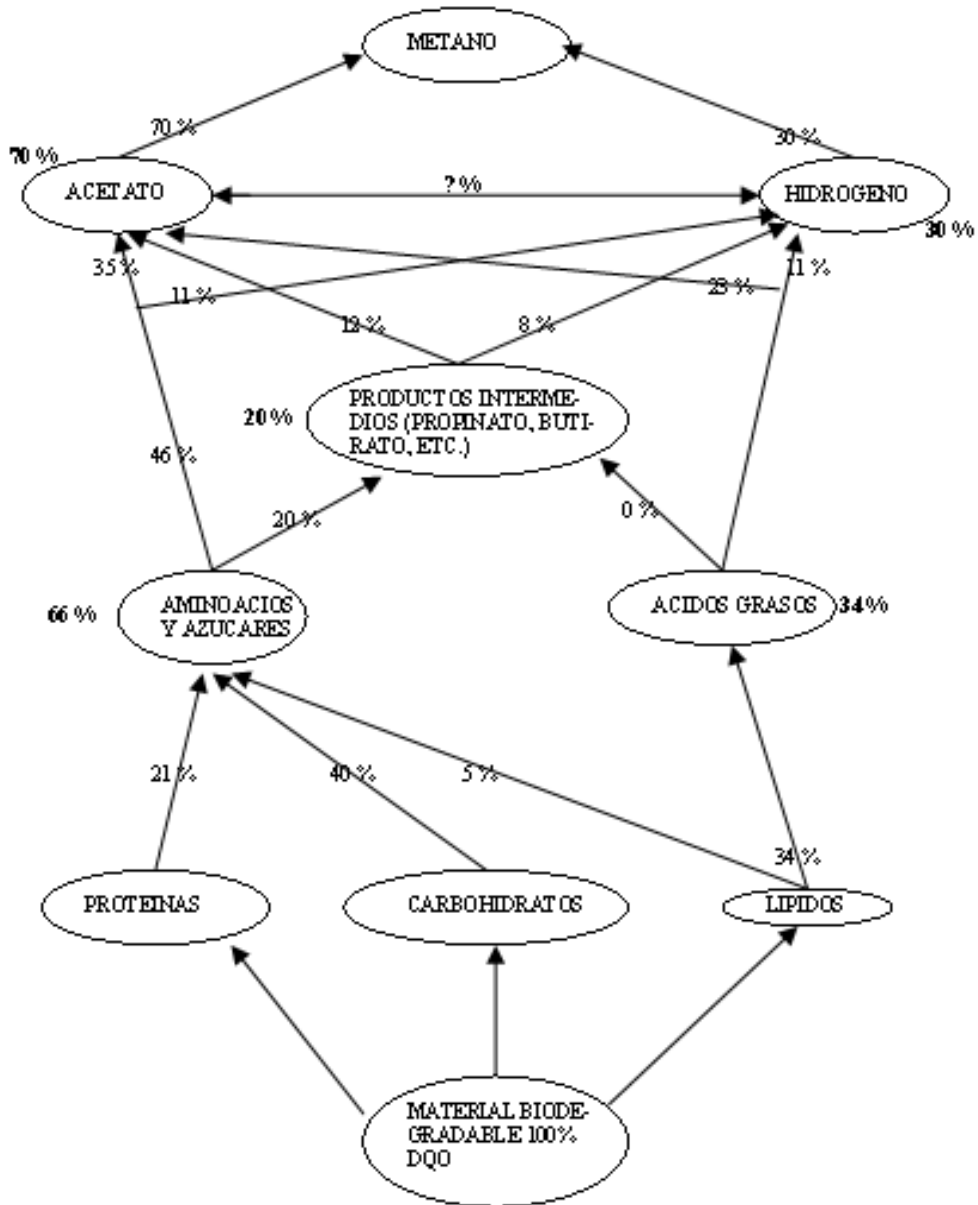 METANO
70 %
30 %
70 %
ACETATO
? %
HIDROGENO
30 %
35 %
11 %
23 %
11 %
12 %
8 %
PRODUCTOS INTERME-
DIOS (PROPINATO, BUTI-
RATO, ETC.)
20 %
46 %
20 %
0 %
66 %
AMINOACIOS
Y AZUCARES
ACIDOS GRASOS
34 %
21 %
40 %
5 %
34 %
PROTEINAS
CARBOHIDRATOS
LIPIDOS
MATERIAL BIODE-
GRADABLE 100%
DQO